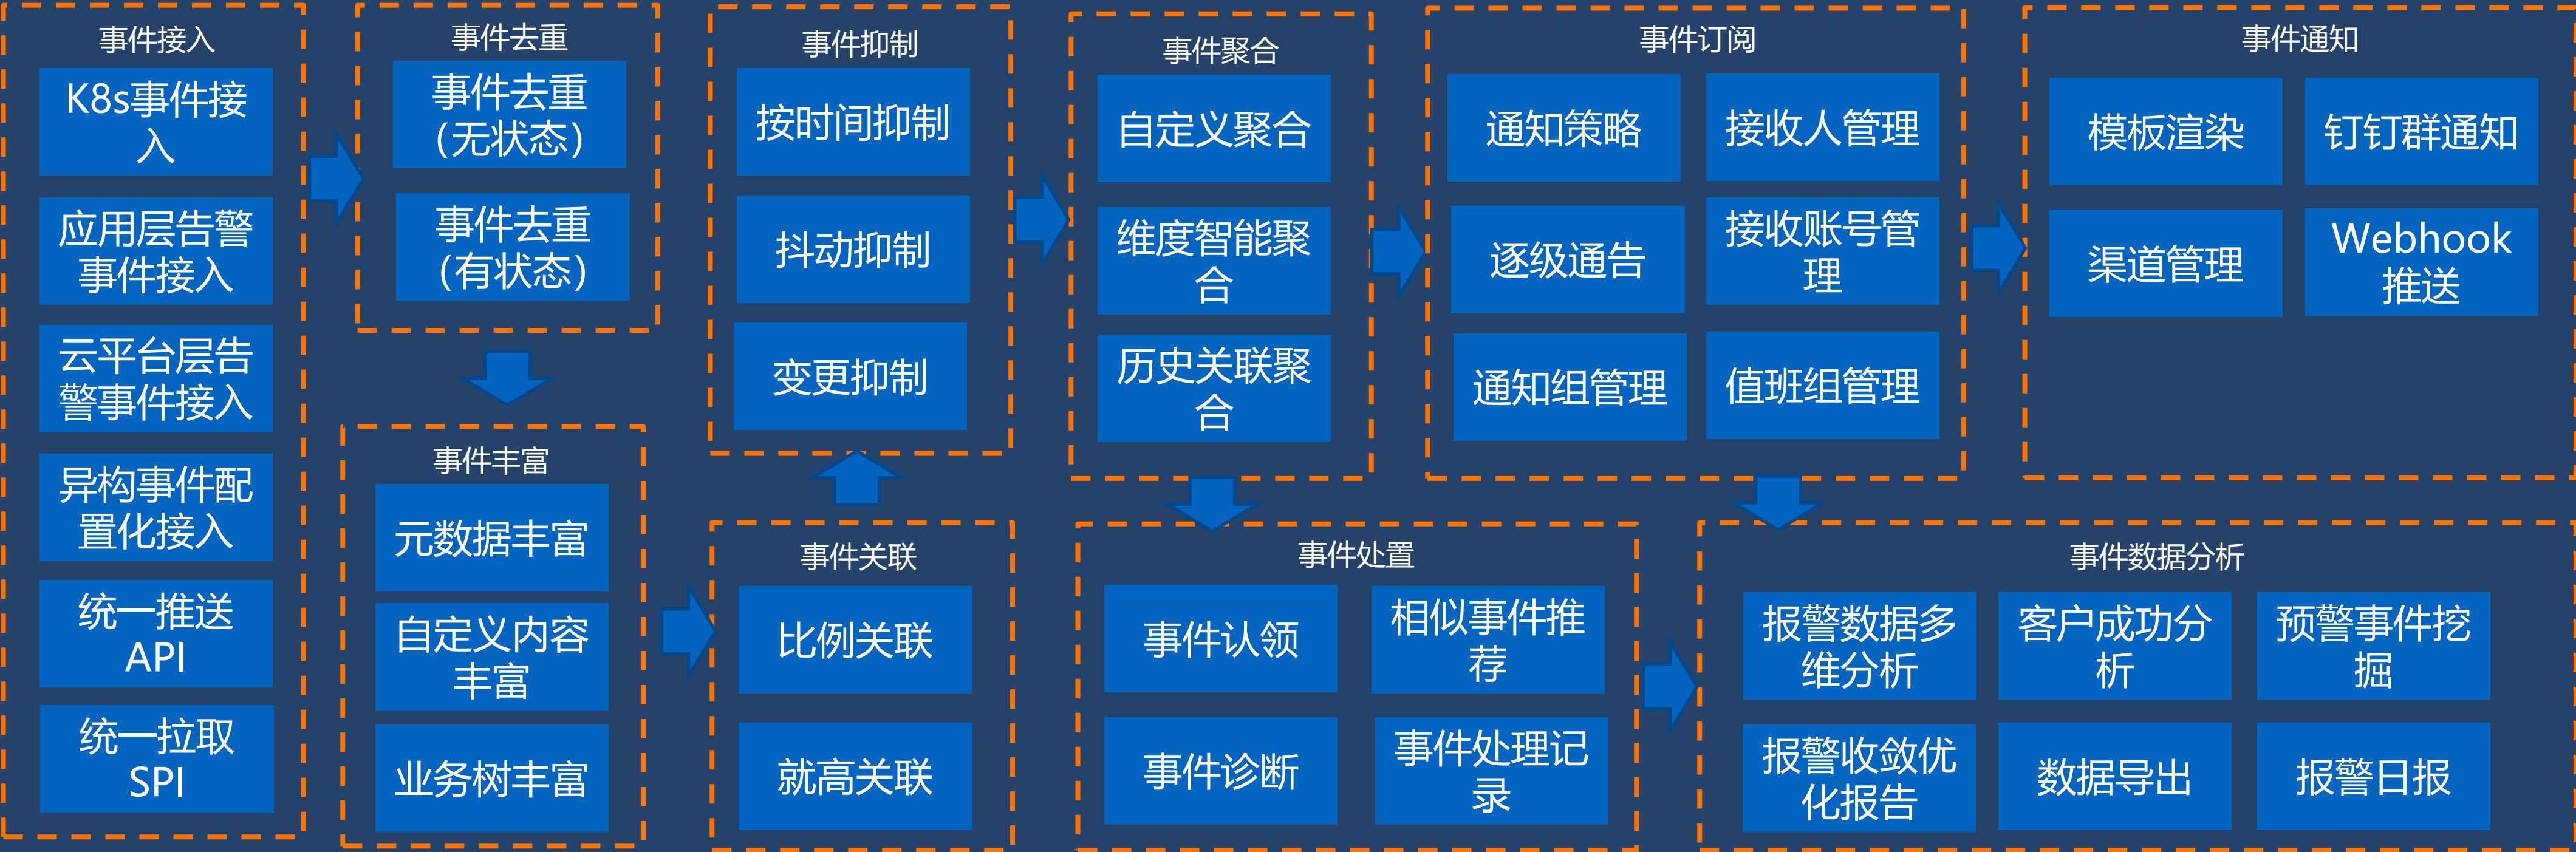 事件接入
K8s事件接
入
应用层告警
事件接入
云平台层告
警事件接入
异构事件配
置化接入
统一推送
API
统一拉取
SPI
事件去重
事件去重
（无状态）
事件去重
（有状态）
事件丰富
元数据丰富
自定义内容
丰富
业务树丰富
事件关联
比例关联
就高关联
事件抑制
按时间抑制
抖动抑制
变更抑制
事件聚合
自定义聚合
维度智能聚
合
历史关联聚
合
事件订阅
通知策略
接收人管理
逐级通告
接收账号管
理
通知组管理
值班组管理
事件通知
模板渲染
钉钉群通知
渠道管理
Webhook
推送
事件处置
事件认领
相似事件推
荐
事件诊断
事件处理记
录
事件数据分析
报警数据多
维分析
客户成功分
析
预警事件挖
掘
报警收敛优
化报告
数据导出
报警日报